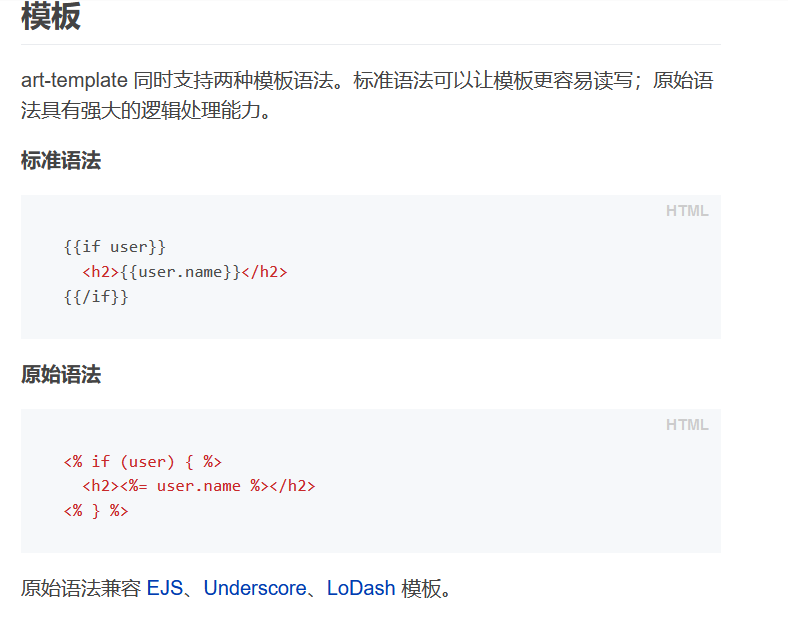 模板
art-template 同时支持两种模板语法。标准语法可以让模板更容易读写；原始语
法具有强大的逻辑处理能力。
标准语法
HTML
{{if user}}
  <h2>{{user.name}}</h2>
{{/if}}
原始语法
HTML
<% if (user) { %>
  <h2><%= user.name %></h2>
<% } %>
原始语法兼容 EJS、Underscore、LoDash 模板。